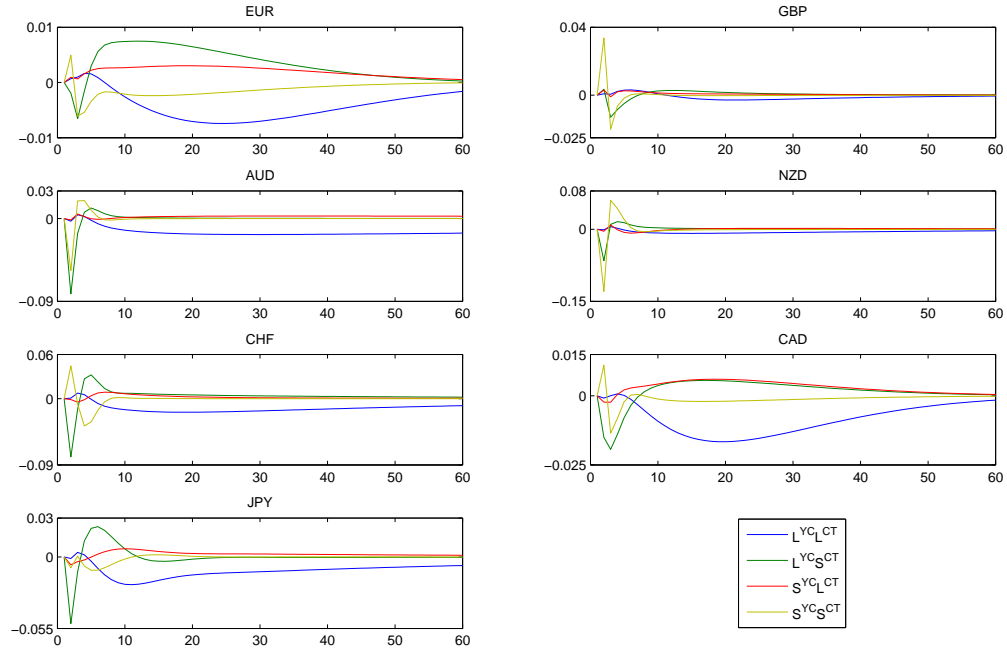 EUR
0.01
0
−0.01
0 10 20 30 40 50 60
GBP
0.04
0
−0.025
0 10 20 30 40 50 60
AUD
0.03
0
−0.09
0 10 20 30 40 50 60
NZD
0.08
0
−0.15
0 10 20 30 40 50 60
CHF
0.06
0
−0.09
0 10 20 30 40 50 60
CAD
0.015
0
−0.025
0 10 20 30 40 50 60
JPY
0.03
0
−0.055
0 10 20 30 40 50 60
L^YC L^CT
L^YC S^CT
S^YC L^CT
S^YC S^CT